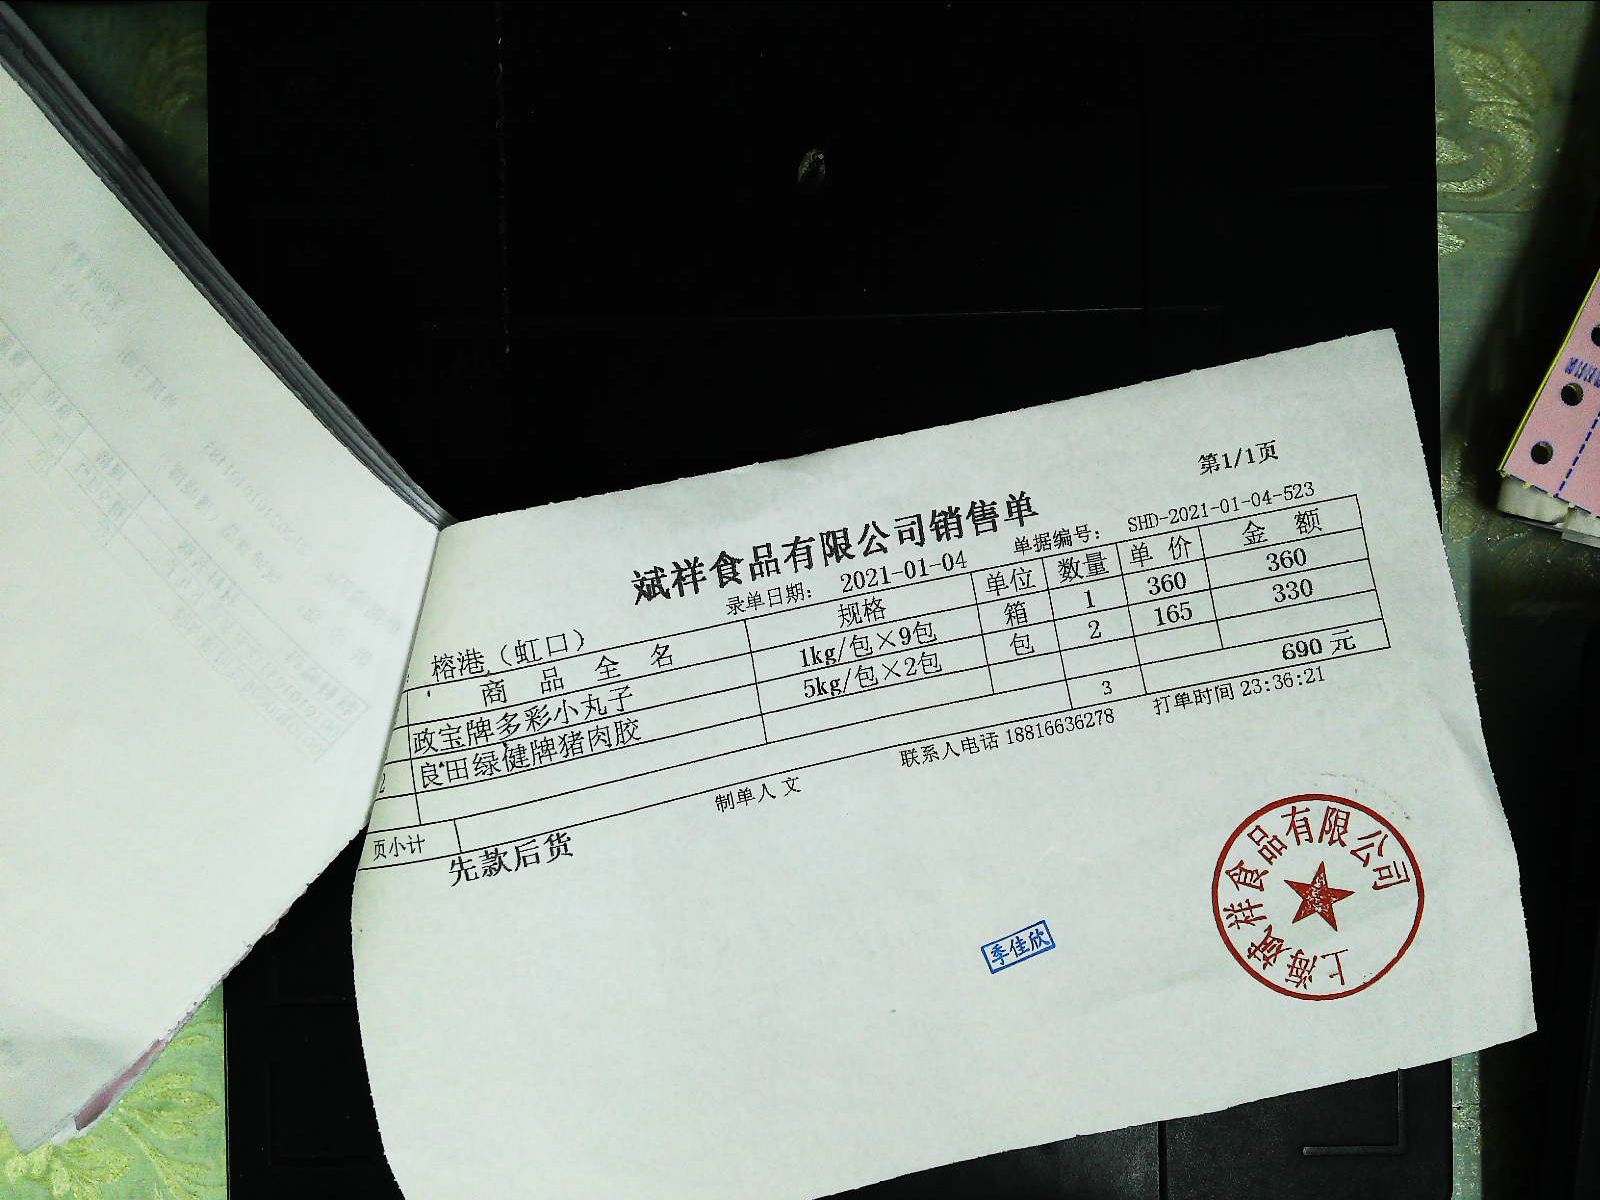 第1/1页
斌祥食品有限公司销售单
录单日期： 2021-01-04 单据编号： SHD-2021-01-04-523
榕港（虹口）
商 品 全 名 规格 单位 数量 单 价 金 额
政宝牌多彩小丸子 1kg/包×9包 箱 1 360 360
2 良田绿健牌猪肉胶 5kg/包×2包 包 2 165 330
页小计 3 690 元
先款后货 制单人 文 联系人电话 18816636278 打单时间 23:36:21
季佳欣
上海斌祥食品有限公司